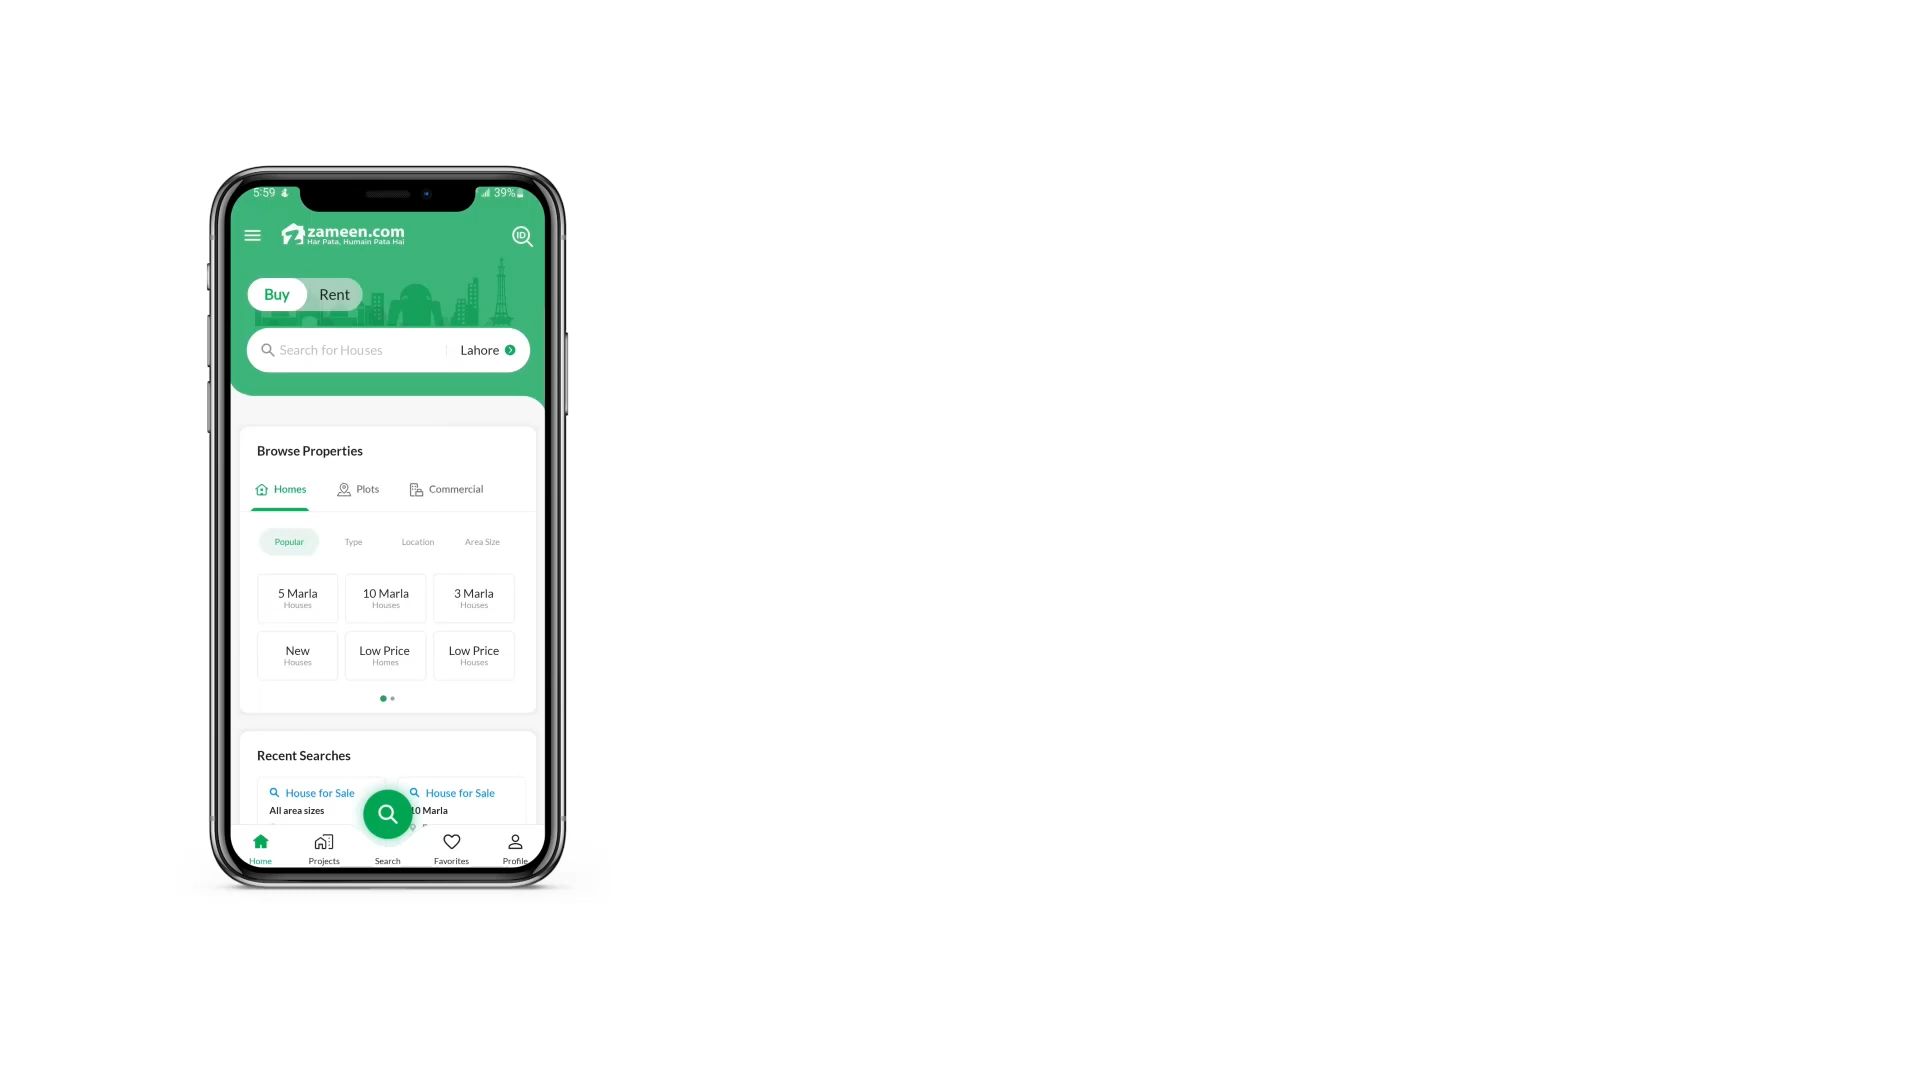 5:59
39%
zameen.com
Har Pata, Humain Pata Hai
ID
Buy Rent
Search for Houses Lahore
Browse Properties
Homes Plots Commercial
Popular Type Location Area Size
5 Marla 10 Marla 3 Marla
Houses Houses Houses
New Low Price Low Price
Houses Homes Houses
Recent Searches
House for Sale House for Sale
All area sizes 10 Marla
Home Projects Search Favorites Profile